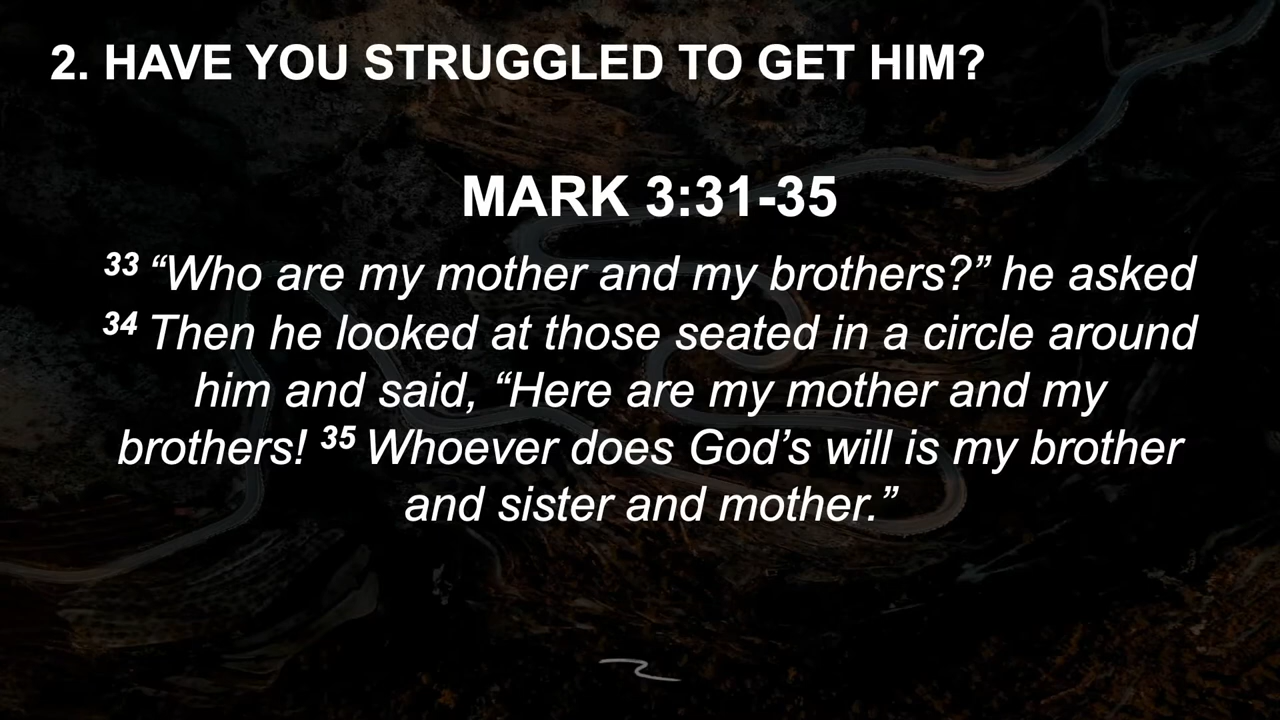 2. HAVE YOU STRUGGLED TO GET HIM?
MARK 3:31-35
33 “Who are my mother and my brothers?” he asked
34 Then he looked at those seated in a circle around
him and said, “Here are my mother and my
brothers! 35 Whoever does God’s will is my brother
and sister and mother.”